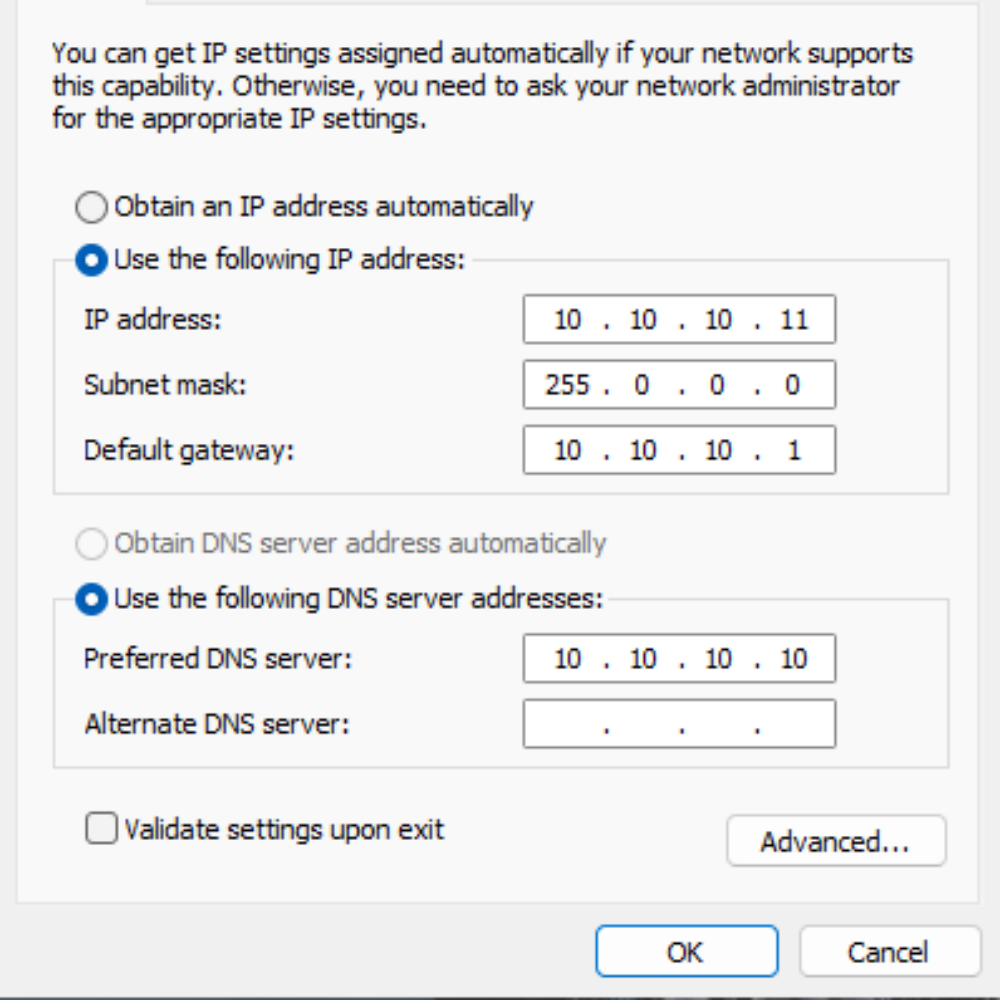 You can get IP settings assigned automatically if your network supports
this capability. Otherwise, you need to ask your network administrator
for the appropriate IP settings.
Obtain an IP address automatically
Use the following IP address:
IP address: 10 . 10 . 10 . 11
Subnet mask: 255 . 0 . 0 . 0
Default gateway: 10 . 10 . 10 . 1
Obtain DNS server address automatically
Use the following DNS server addresses:
Preferred DNS server: 10 . 10 . 10 . 10
Alternate DNS server: . . .
Validate settings upon exit
Advanced...
OK Cancel